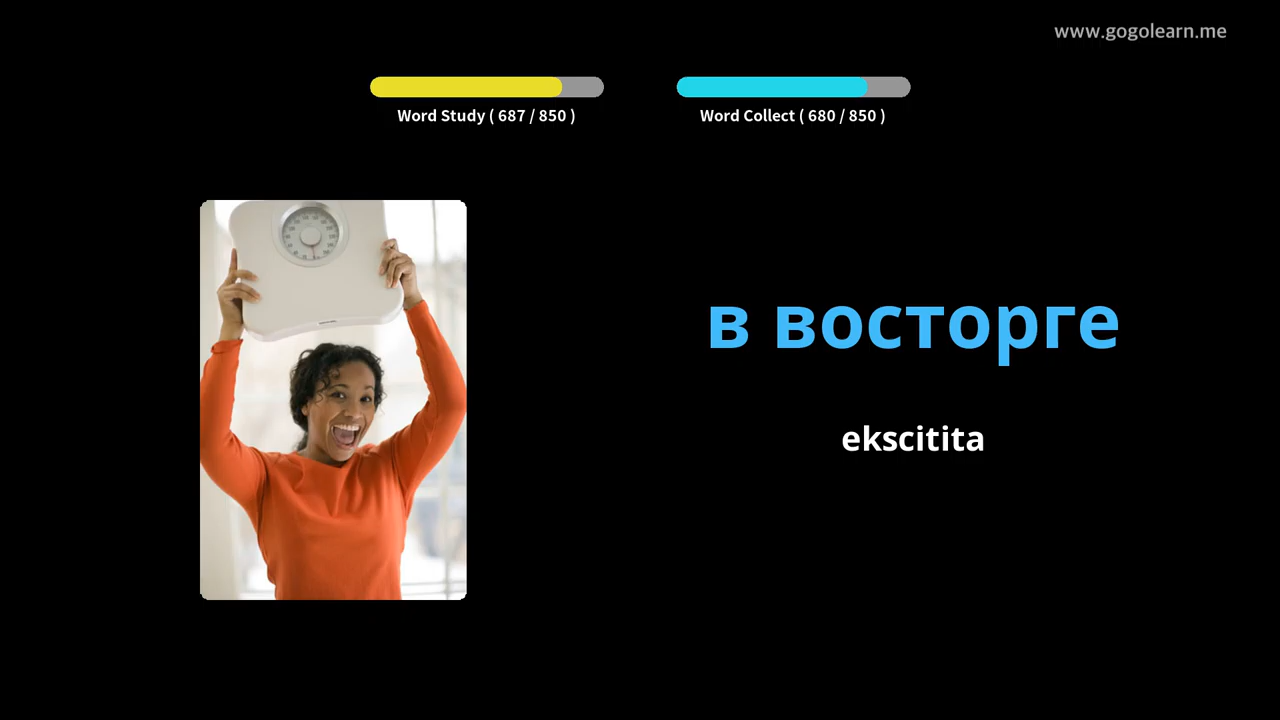 www.gogolearn.me
Word Study ( 687 / 850 )
Word Collect ( 680 / 850 )
в восторге
ekscitita